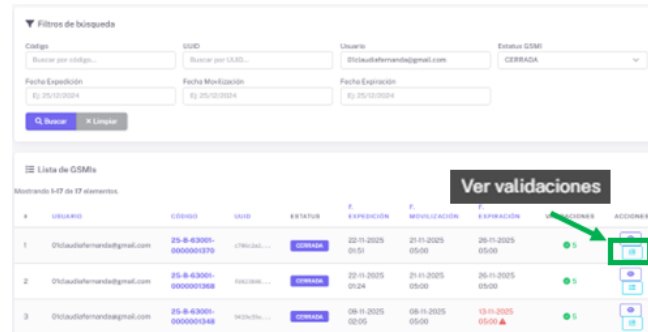 Filtros de búsqueda
Código UUID Usuario Estatus GSMI
Buscar por código... Buscar por UUID... 01claudiafernanda@gmail.com CERRADA
Fecha Expedición Fecha Movilización Fecha Expiración
Ej: 25/12/2024 Ej: 25/12/2024 Ej: 25/12/2024
Buscar × Limpiar
Lista de GSMIs
Mostrando 1-17 de 17 elementos.
Ver validaciones
# USUARIO CÓDIGO UUID ESTATUS F. EXPEDICIÓN F. MOVILIZACIÓN F. EXPIRACIÓN ACCIONES
1 01claudiafernanda@gmail.com 25-B-63001-0000001370 CERRADA 22-11-2025 01:51 21-11-2025 05:00 26-11-2025 05:00 5
2 01claudiafernanda@gmail.com 25-B-63001-0000001368 CERRADA 22-11-2025 01:24 21-11-2025 05:00 26-11-2025 05:00 5
3 01claudiafernanda@gmail.com 25-B-63001-0000001348 CERRADA 08-11-2025 02:05 08-11-2025 05:00 13-11-2025 05:00 5